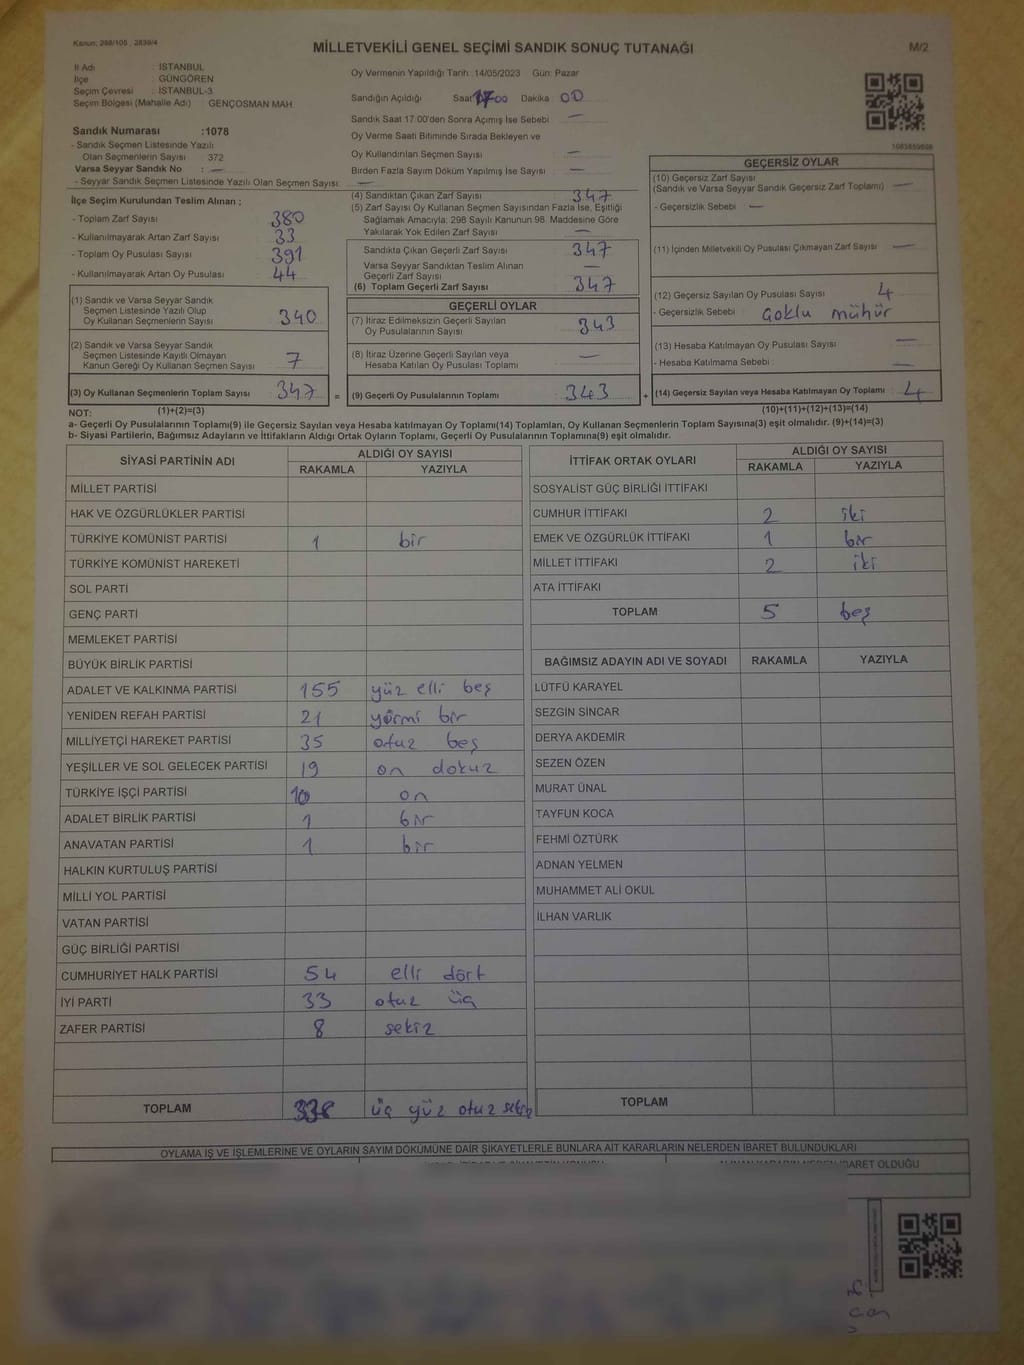 Kanun: 298/105 , 2839/4
MİLLETVEKİLİ GENEL SEÇİMİ SANDIK SONUÇ TUTANAĞI
M/2
İl Adı : İSTANBUL
İlçe : GÜNGÖREN
Seçim Çevresi : İSTANBUL-3
Seçim Bölgesi (Mahalle Adı) : GENÇOSMAN MAH
Sandık Numarası :1078
- Sandık Seçmen Listesinde Yazılı
Olan Seçmenlerin Sayısı 372
Varsa Seyyar Sandık No : —
- Seyyar Sandık Seçmen Listesinde Yazılı Olan Seçmen Sayısı: —
Oy Vermenin Yapıldığı Tarih :14/05/2023 Gün: Pazar
Sandığın Açıldığı Saat 17:00 Dakika 00
Sandık Saat 17:00'den Sonra Açımış İse Sebebi —
Oy Verme Saati Bitiminde Sırada Bekleyen ve
Oy Kullandırılan Seçmen Sayısı : —
Birden Fazla Sayım Döküm Yapılmış İse Sayısı : —
İlçe Seçim Kurulundan Teslim Alınan ;
- Toplam Zarf Sayısı : 380
- Kullanılmayarak Artan Zarf Sayısı : 33
- Toplam Oy Pusulası Sayısı : 391
- Kullanılmayarak Artan Oy Pusulası : 44
(1) Sandık ve Varsa Seyyar Sandık
Seçmen Listesinde Yazılı Olup
Oy Kullanan Seçmenlerin Sayısı : 340
(2) Sandık ve Varsa Seyyar Sandık
Seçmen Listesinde Kayıtlı Olmayan
Kanun Gereği Oy Kullanan Seçmen Sayısı : 7
(3) Oy Kullanan Seçmenlerin Toplam Sayısı : 347 =
(4) Sandıktan Çıkan Zarf Sayısı : 347
(5) Zarf Sayısı Oy Kullanan Seçmen Sayısından Fazla İse, Eşitliği
Sağlamak Amacıyla; 298 Sayılı Kanunun 98. Maddesine Göre
Yakılarak Yok Edilen Zarf Sayısı : —
Sandıkta Çıkan Geçerli Zarf Sayısı : 347
Varsa Seyyar Sandıktan Teslim Alınan
Geçerli Zarf Sayısı : —
(6) Toplam Geçerli Zarf Sayısı : 347
GEÇERLİ OYLAR
(7) İtiraz Edilmeksizin Geçerli Sayılan
Oy Pusulalarının Sayısı : 343
(8) İtiraz Üzerine Geçerli Sayılan veya
Hesaba Katılan Oy Pusulası Toplamı : —
(9) Geçerli Oy Pusulalarının Toplamı : 343 +
1083859898
GEÇERSİZ OYLAR
(10) Geçersiz Zarf Sayısı
(Sandık ve Varsa Seyyar Sandık Geçersiz Zarf Toplamı) : —
- Geçersizlik Sebebi : —
(11) İçinden Milletvekili Oy Pusulası Çıkmayan Zarf Sayısı : —
(12) Geçersiz Sayılan Oy Pusulası Sayısı : 4
- Geçersizlik Sebebi : Çoklu mühür
(13) Hesaba Katılmayan Oy Pusulası Sayısı : —
- Hesaba Katılmama Sebebi : —
(14) Geçersiz Sayılan veya Hesaba Katılmayan Oy Toplamı : 4
(10)+(11)+(12)+(13)=(14)
NOT: (1)+(2)=(3)
a- Geçerli Oy Pusulalarının Toplamı(9) ile Geçersiz Sayılan veya Hesaba katılmayan Oy Toplamı(14) Toplamları, Oy Kullanan Seçmenlerin Toplam Sayısına(3) eşit olmalıdır. (9)+(14)=(3)
b- Siyasi Partilerin, Bağımsız Adayların ve İttifakların Aldığı Ortak Oyların Toplamı, Geçerli Oy Pusulalarının Toplamına(9) eşit olmalıdır.
SİYASİ PARTİNİN ADI ALDIĞI OY SAYISI
RAKAMLA YAZIYLA
MİLLET PARTİSİ
HAK VE ÖZGÜRLÜKLER PARTİSİ
TÜRKİYE KOMÜNİST PARTİSİ 1 bir
TÜRKİYE KOMÜNİST HAREKETİ
SOL PARTİ
GENÇ PARTİ
MEMLEKET PARTİSİ
BÜYÜK BİRLİK PARTİSİ
ADALET VE KALKINMA PARTİSİ 155 yüz elli beş
YENİDEN REFAH PARTİSİ 21 yirmi bir
MİLLİYETÇİ HAREKET PARTİSİ 35 otuz beş
YEŞİLLER VE SOL GELECEK PARTİSİ 19 on dokuz
TÜRKİYE İŞÇİ PARTİSİ 10 on
ADALET BİRLİK PARTİSİ 1 bir
ANAVATAN PARTİSİ 1 bir
HALKIN KURTULUŞ PARTİSİ
MİLLİ YOL PARTİSİ
VATAN PARTİSİ
GÜÇ BİRLİĞİ PARTİSİ
CUMHURİYET HALK PARTİSİ 54 elli dört
İYİ PARTİ 33 otuz üç
ZAFER PARTİSİ 8 sekiz
TOPLAM 338 üç yüz otuz sekiz
İTTİFAK ORTAK OYLARI ALDIĞI OY SAYISI
RAKAMLA YAZIYLA
SOSYALİST GÜÇ BİRLİĞİ İTTİFAKI
CUMHUR İTTİFAKI 2 iki
EMEK VE ÖZGÜRLÜK İTTİFAKI 1 bir
MİLLET İTTİFAKI 2 iki
ATA İTTİFAKI
TOPLAM 5 beş
BAĞIMSIZ ADAYIN ADI VE SOYADI RAKAMLA YAZIYLA
LÜTFÜ KARAYEL
SEZGİN SİNCAR
DERYA AKDEMİR
SEZEN ÖZEN
MURAT ÜNAL
TAYFUN KOCA
FEHMİ ÖZTÜRK
ADNAN YELMEN
MUHAMMET ALİ OKUL
İLHAN VARLIK
TOPLAM
OYLAMA İŞ VE İŞLEMLERİNE VE OYLARIN SAYIM DÖKÜMÜNE DAİR ŞİKAYETLERLE BUNLARA AİT KARARLARIN NELERDEN İBARET BULUNDUKLARI